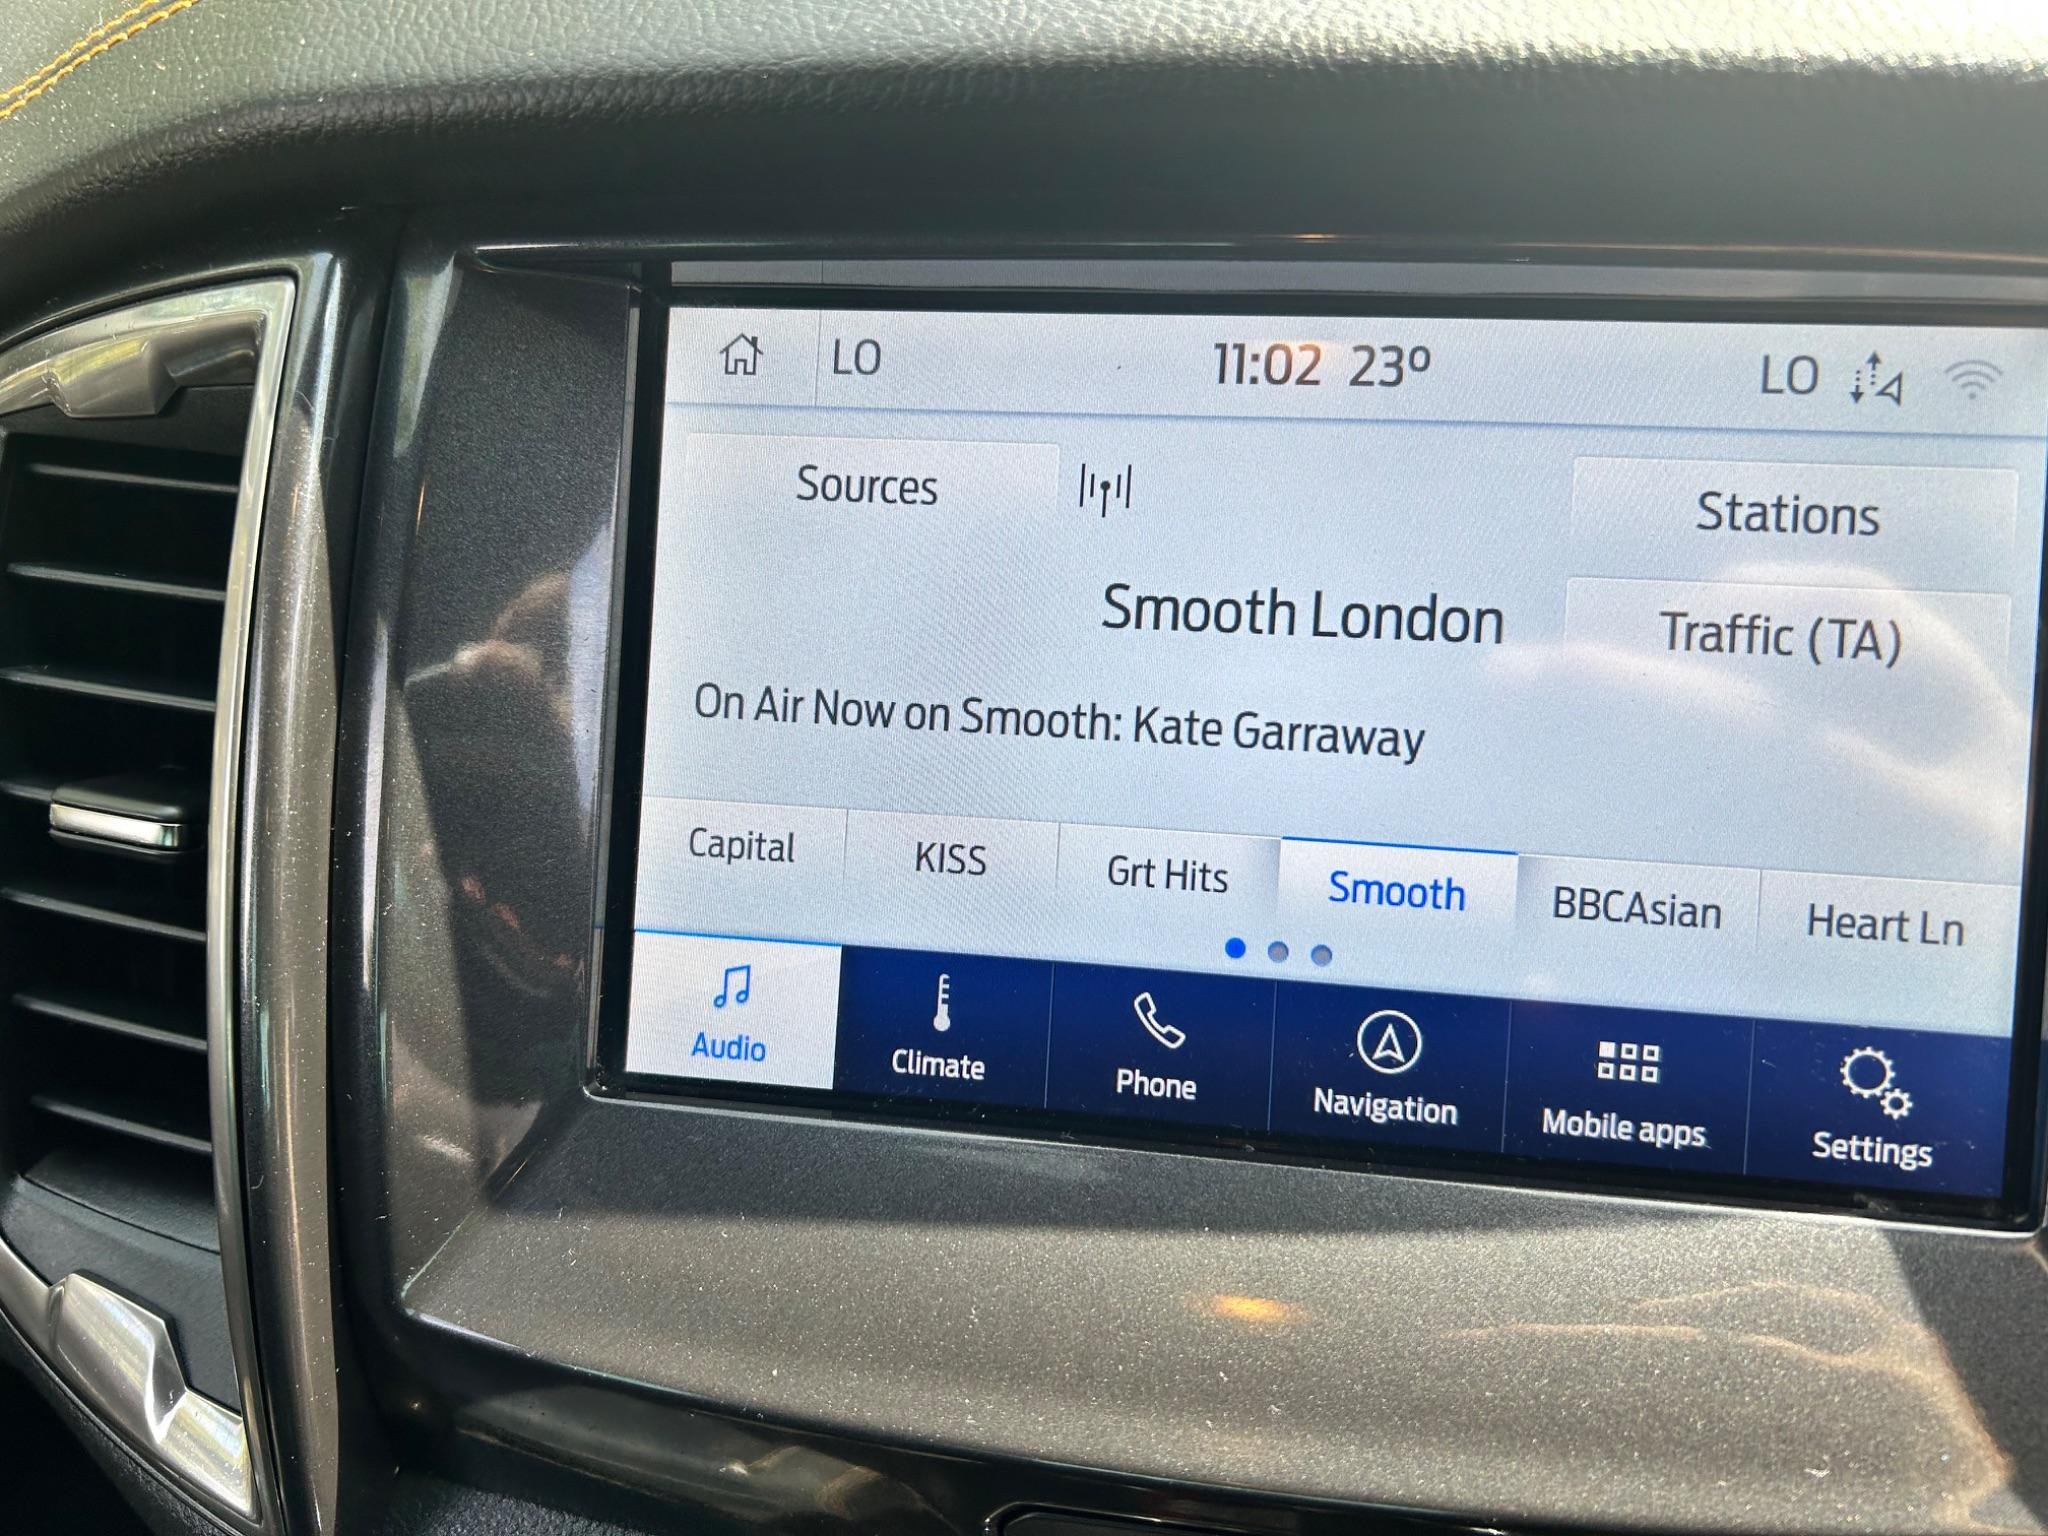 LO 11:02 23° LO
Sources Stations
Smooth London Traffic (TA)
On Air Now on Smooth: Kate Garraway
Capital KISS Grt Hits Smooth BBCAsian Heart Ln
Audio Climate Phone Navigation Mobile apps Settings